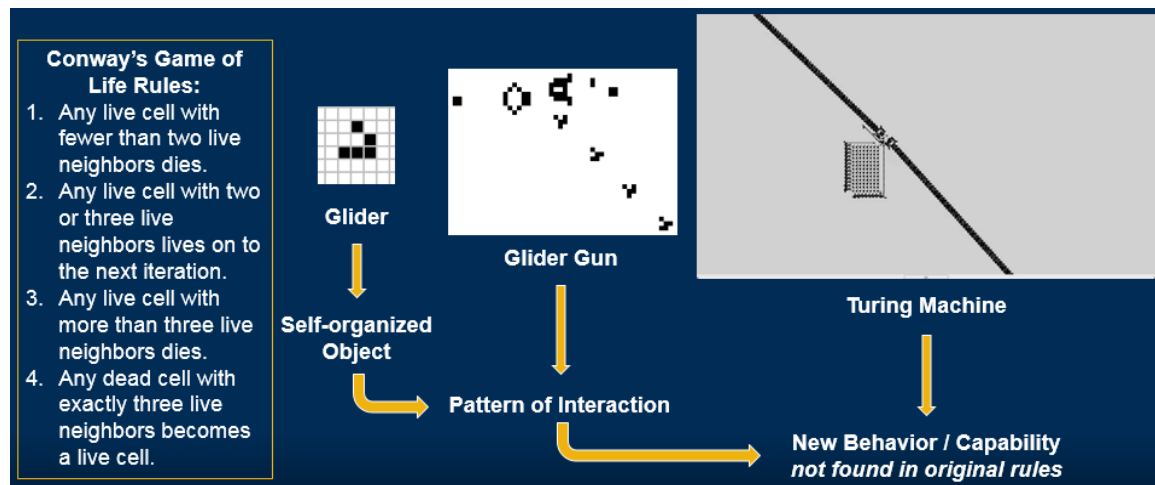 Conway's Game of
Life Rules:
1. Any live cell with
fewer than two live
neighbors dies.
2. Any live cell with two
or three live
neighbors lives on to
the next iteration.
3. Any live cell with
more than three live
neighbors dies.
4. Any dead cell with
exactly three live
neighbors becomes
a live cell.
Glider
Self-organized
Object
Glider Gun
Pattern of Interaction
Turing Machine
New Behavior / Capability
not found in original rules